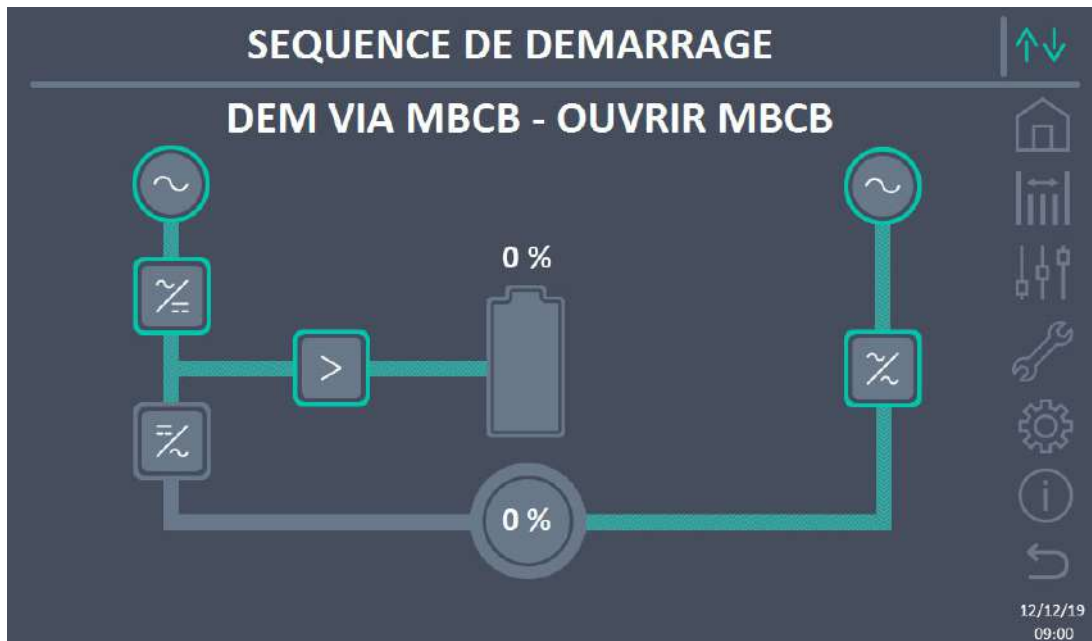 SEQUENCE DE DEMARRAGE
DEM VIA MBCB - OUVRIR MBCB
0 %
0 %
12/12/19
09:00